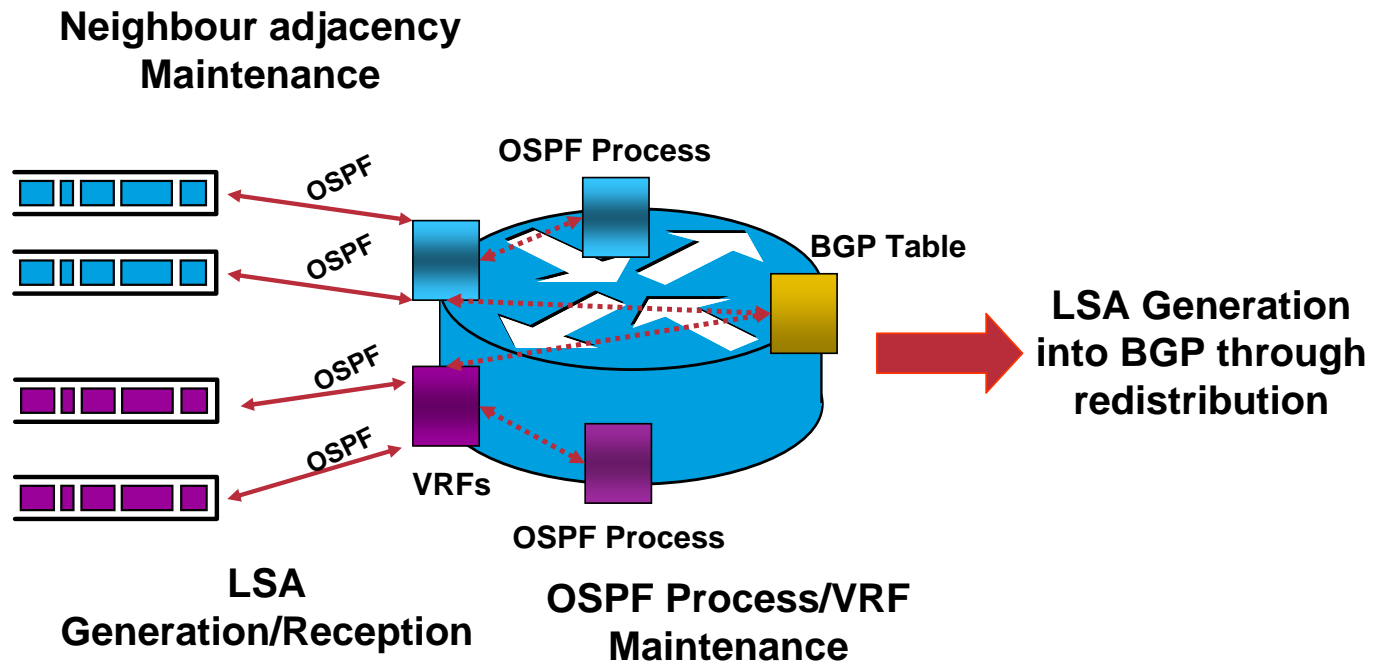 Neighbour adjacency
Maintenance
OSPF Process
OSPF
BGP Table
OSPF
LSA Generation
into BGP through
redistribution
OSPF
OSPF
VRFs
OSPF Process
LSA
Generation/Reception
OSPF Process/VRF
Maintenance